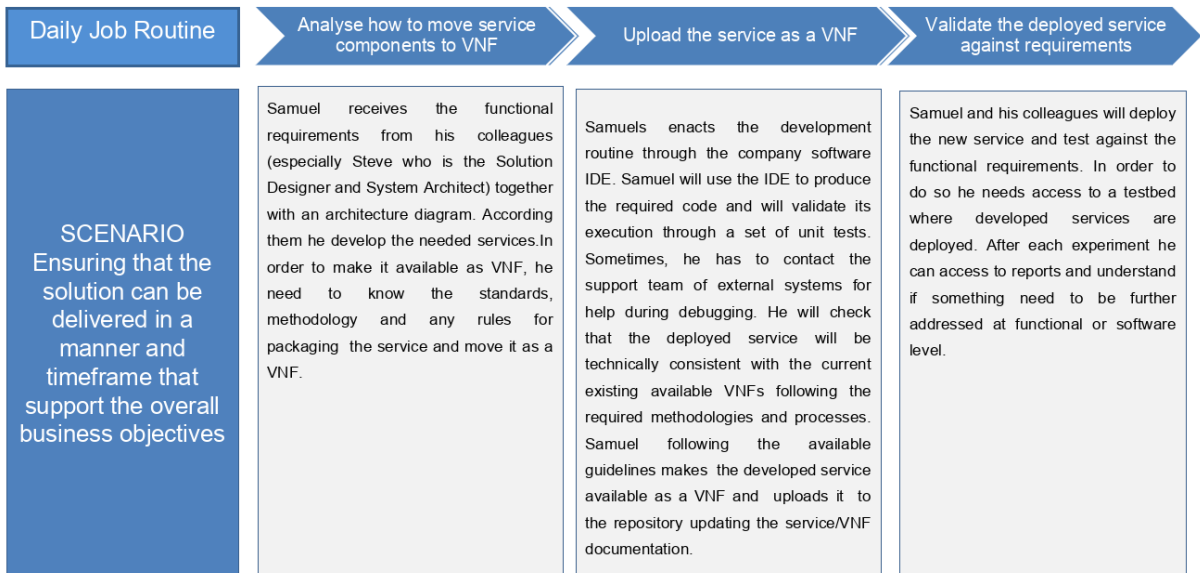 Daily Job Routine
Analyse how to move service
components to VNF
Upload the service as a VNF
Validate the deployed service
against requirements
SCENARIO
Ensuring that the
solution can be
delivered in a
manner and
timeframe that
support the overall
business objectives
Samuel receives the functional
requirements from his colleagues
(especially Steve who is the Solution
Designer and System Architect) together
with an architecture diagram. According
them he develop the needed services.In
order to make it available as VNF, he
need to know the standards,
methodology and any rules for
packaging the service and move it as a
VNF.
Samuels enacts the development
routine through the company software
IDE. Samuel will use the IDE to produce
the required code and will validate its
execution through a set of unit tests.
Sometimes, he has to contact the
support team of external systems for
help during debugging. He will check
that the deployed service will be
technically consistent with the current
existing available VNFs following the
required methodologies and processes.
Samuel following the available
guidelines makes the developed service
available as a VNF and uploads it to
the repository updating the service/VNF
documentation.
Samuel and his colleagues will deploy
the new service and test against the
functional requirements. In order to
do so he needs access to a testbed
where developed services are
deployed. After each experiment he
can access to reports and understand
if something need to be further
addressed at functional or software
level.